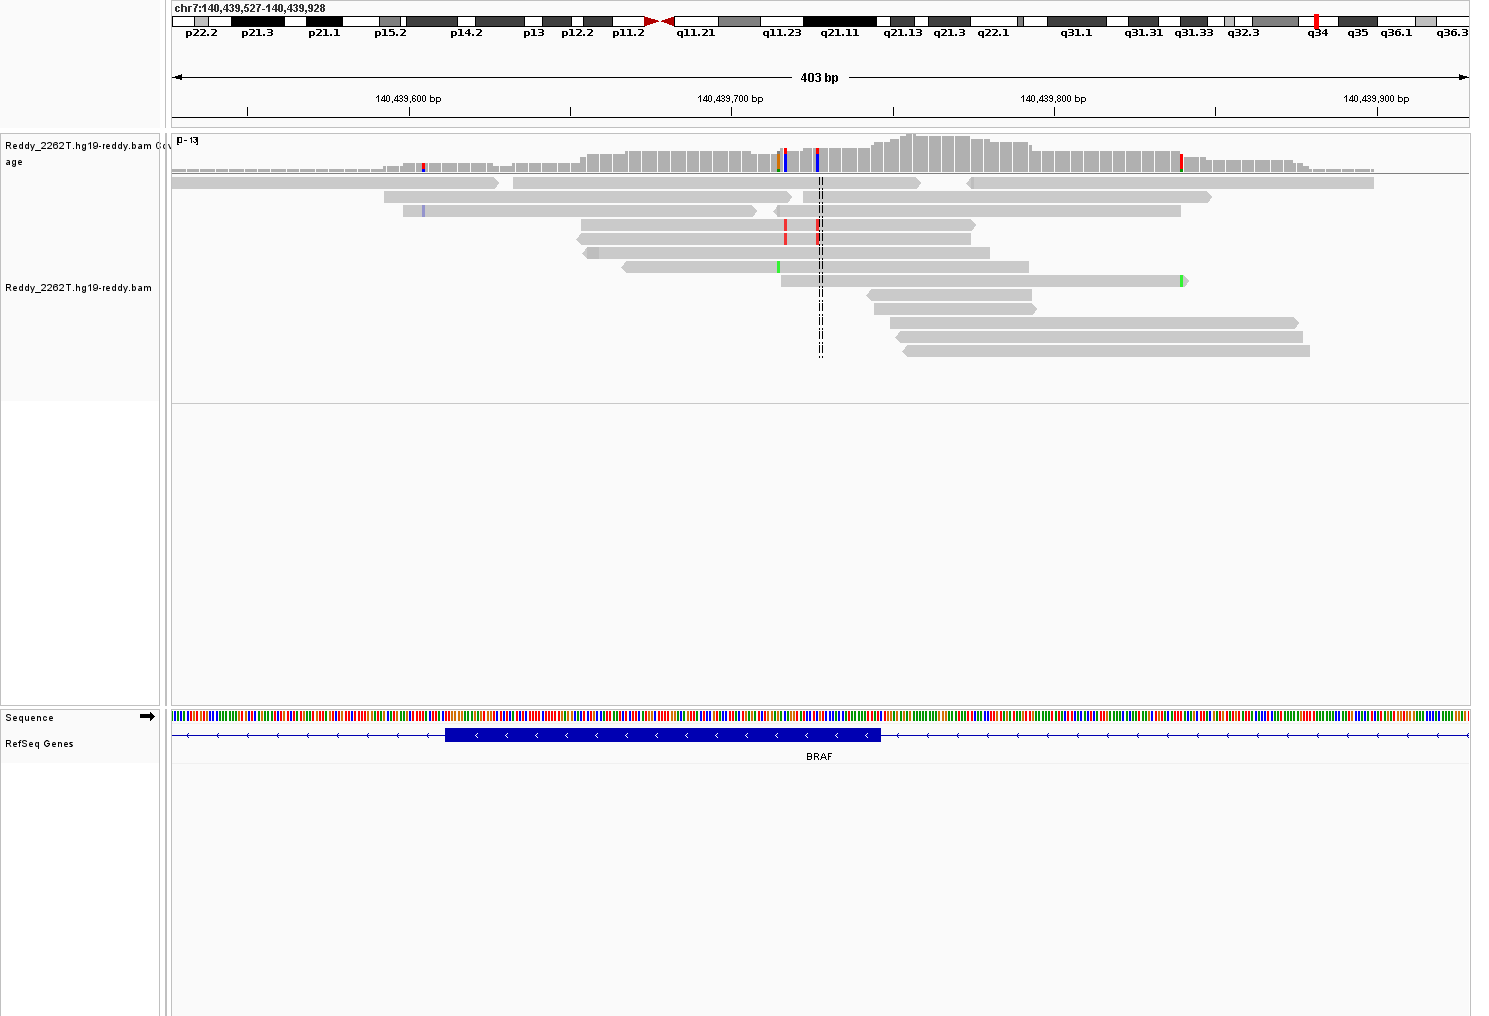 chr7:140,439,527-140,439,928
p22.2 p21.3 p21.1 p15.2 p14.2 p13 p12.2 p11.2 q11.21 q11.23 q21.11 q21.13 q21.3 q22.1 q31.1 q31.31 q31.33 q32.3 q34 q35 q36.1 q36.3
403 bp
140,439,600 bp 140,439,700 bp 140,439,800 bp 140,439,900 bp
Reddy_2262T.hg19-reddy.bam Cov
age
[0 - 13]
Reddy_2262T.hg19-reddy.bam
Sequence
RefSeq Genes
BRAF